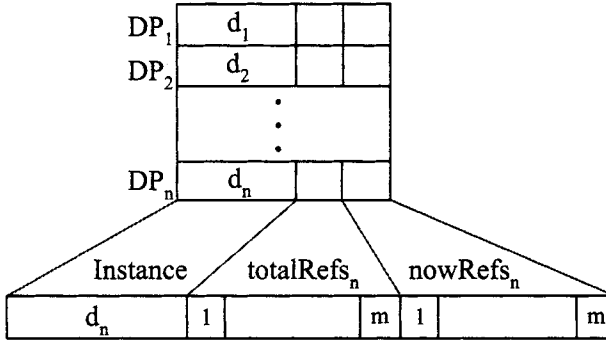 DP₁ d₁
DP₂ d₂
DPₙ dₙ
Instance totalRefsₙ nowRefsₙ
dₙ 1 m 1 m